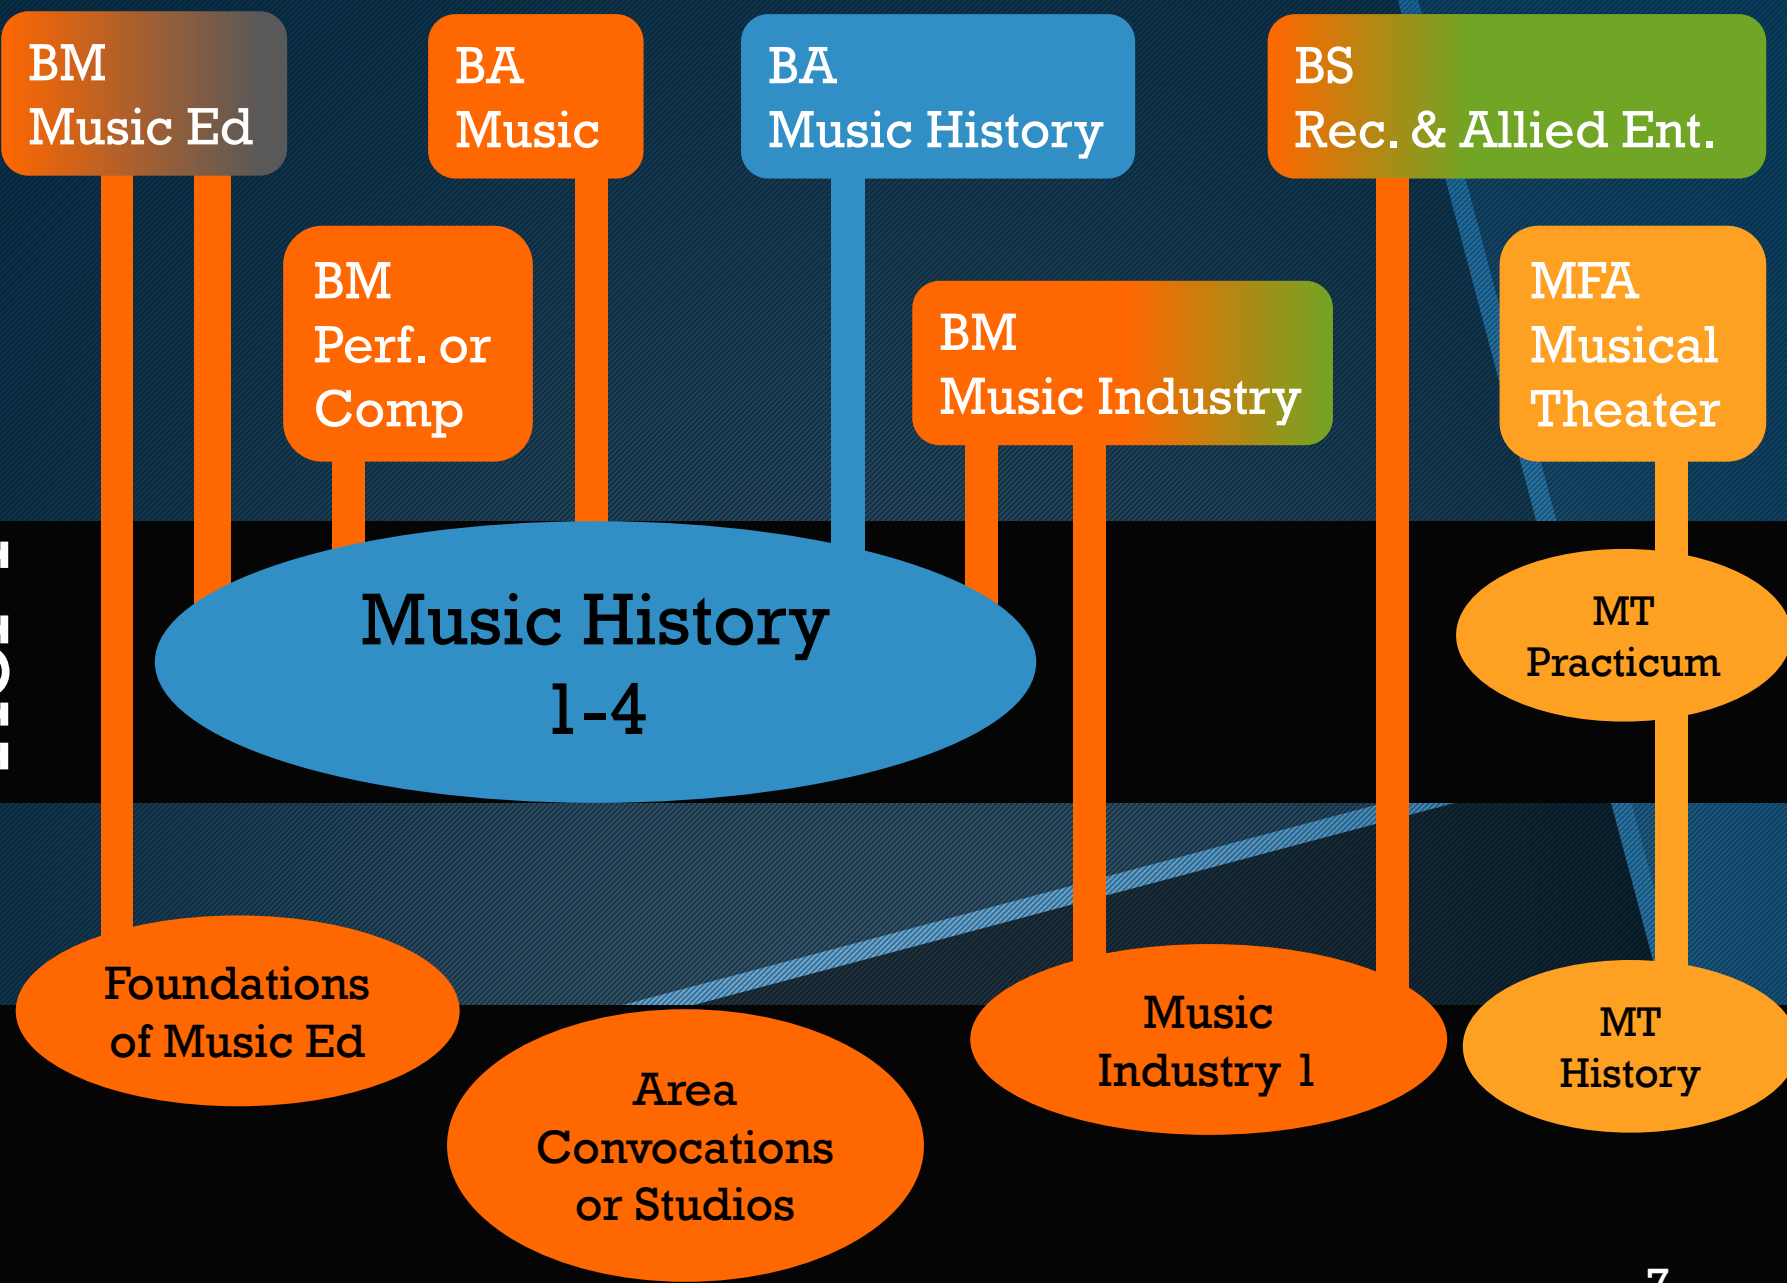 BM
Music Ed
BA
Music
BA
Music History
BS
Rec. & Allied Ent.
BM
Perf. or
Comp
BM
Music Industry
MFA
Musical
Theater
Music History
1-4
MT
Practicum
Foundations
of Music Ed
Area
Convocations
or Studios
Music
Industry 1
MT
History
7